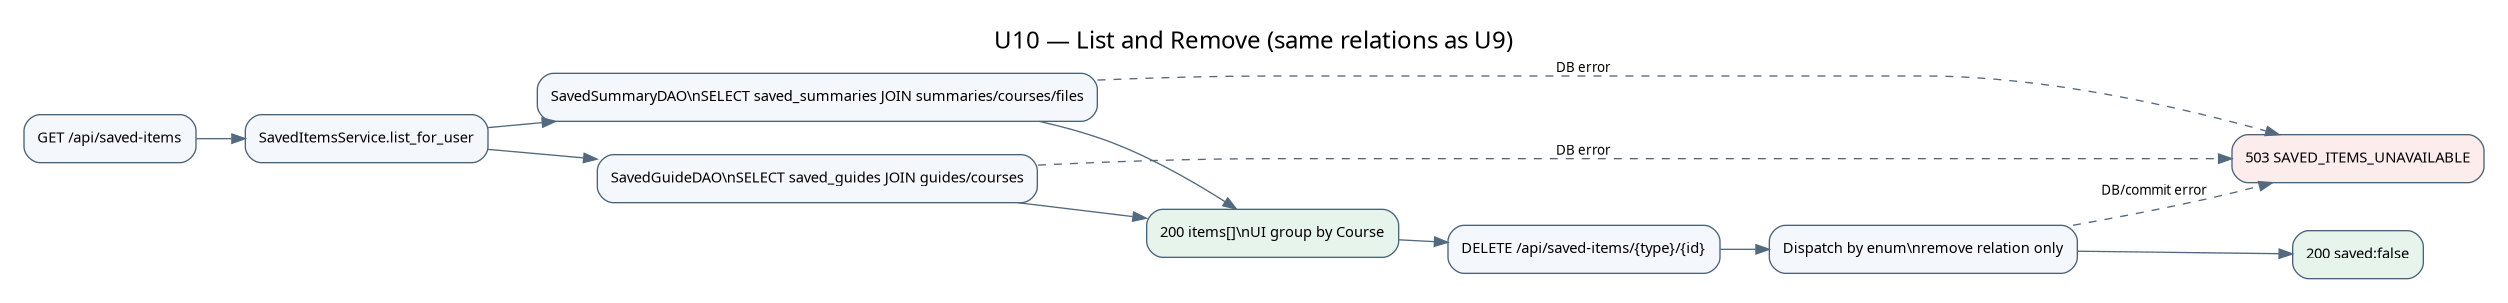 U10 — List and Remove (same relations as U9)
GET /api/saved-items
SavedItemsService.list_for_user
SavedSummaryDAO\nSELECT saved_summaries JOIN summaries/courses/files
SavedGuideDAO\nSELECT saved_guides JOIN guides/courses
DB error
DB error
200 items[]\nUI group by Course
DELETE /api/saved-items/{type}/{id}
Dispatch by enum\nremove relation only
DB/commit error
503 SAVED_ITEMS_UNAVAILABLE
200 saved:false